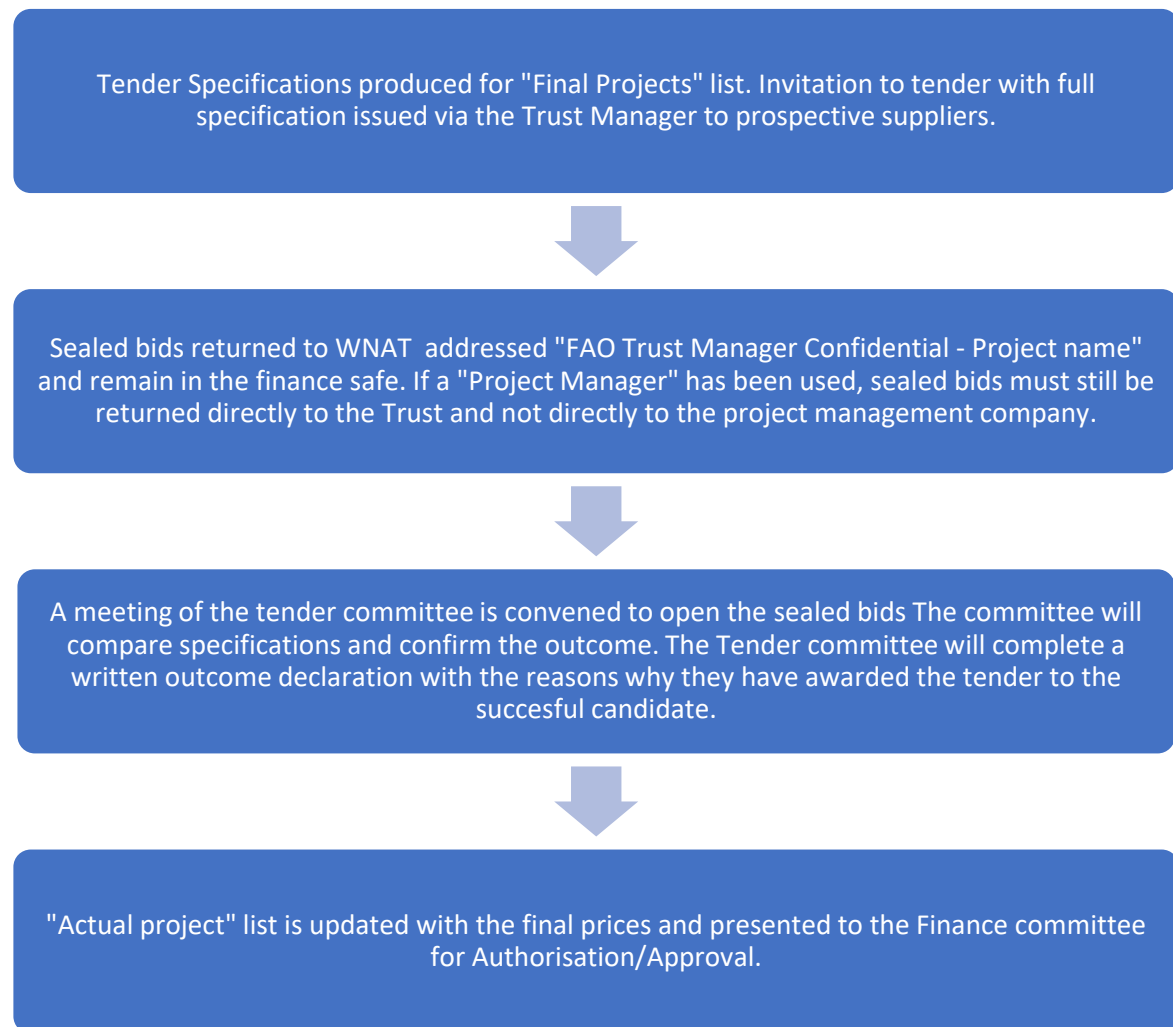 Tender Specifications produced for "Final Projects" list. Invitation to tender with full
specification issued via the Trust Manager to prospective suppliers.
Sealed bids returned to WNAT  addressed "FAO Trust Manager Confidential - Project name"
and remain in the finance safe. If a "Project Manager" has been used, sealed bids must still be
returned directly to the Trust and not directly to the project management company.
A meeting of the tender committee is convened to open the sealed bids The committee will
compare specifications and confirm the outcome. The Tender committee will complete a
written outcome declaration with the reasons why they have awarded the tender to the
succesful candidate.
"Actual project" list is updated with the final prices and presented to the Finance committee
for Authorisation/Approval.